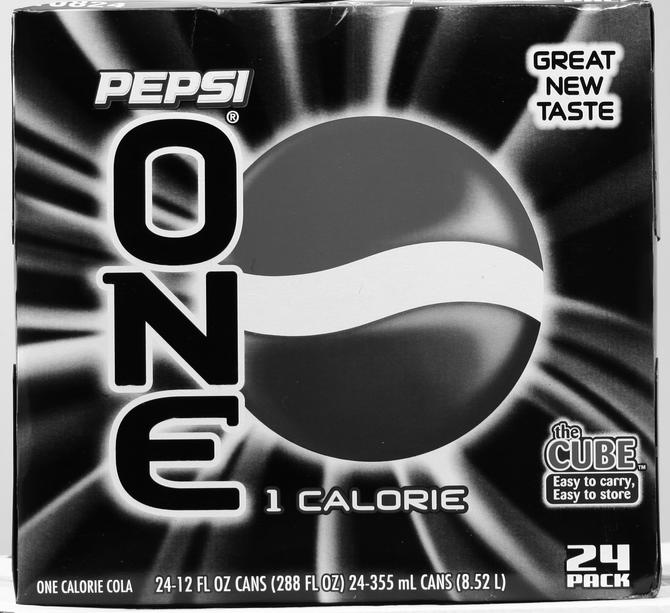 PEPSI
®
ONE
GREAT
NEW
TASTE
the
CUBE™
Easy to carry,
Easy to store
1 CALORIE
24
PACK
ONE CALORIE COLA 24-12 FL OZ CANS (288 FL OZ) 24-355 mL CANS (8.52 L)